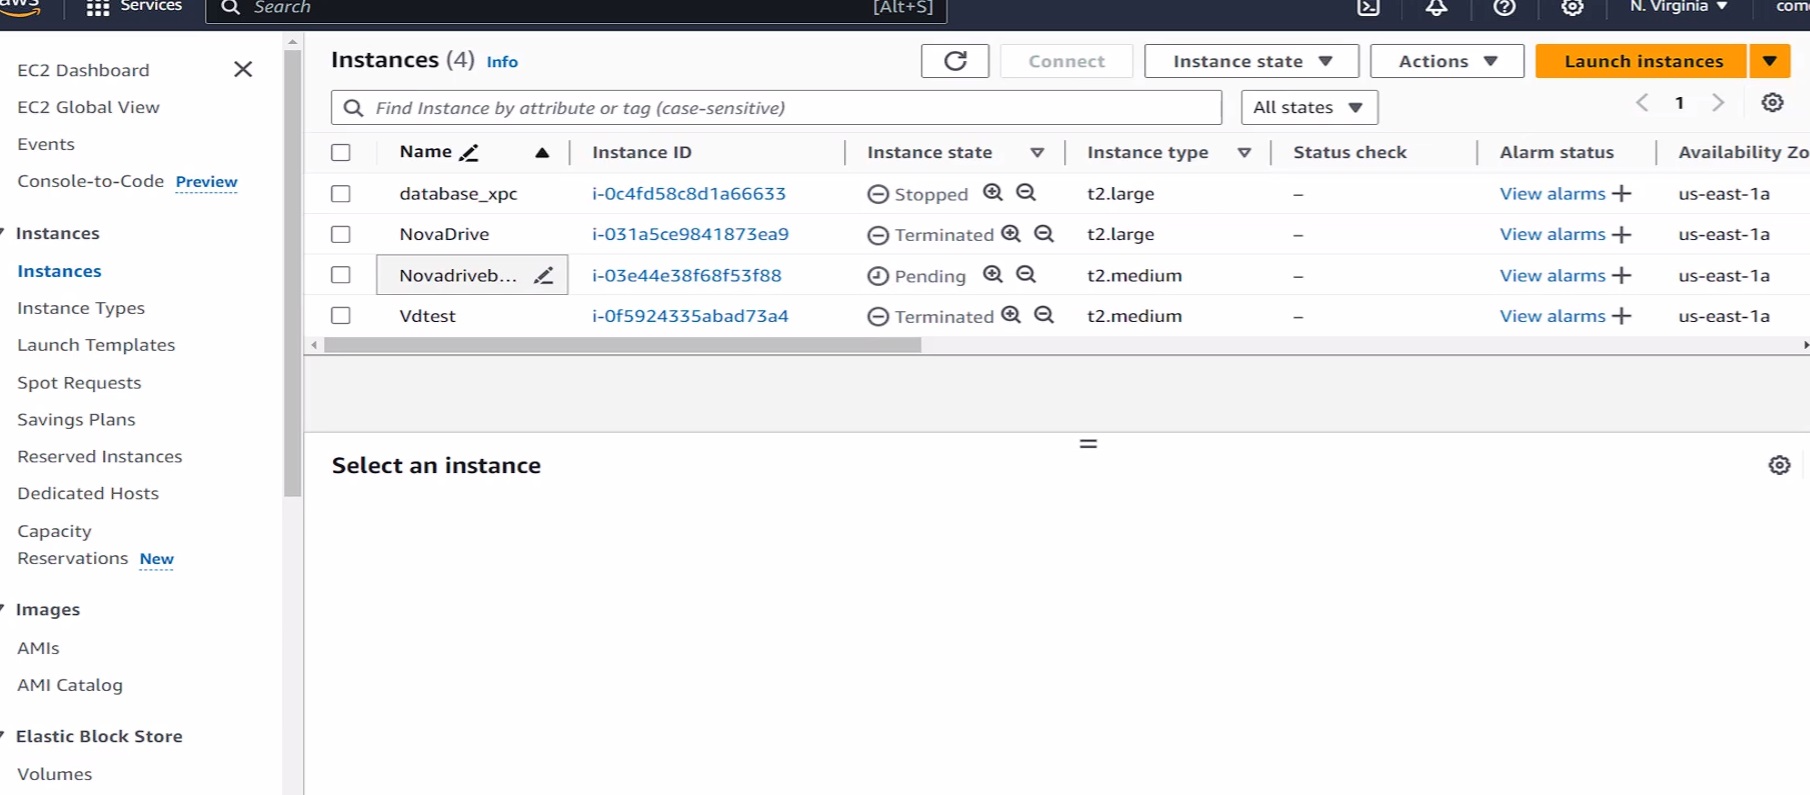 aws
Services
Search
[Alt+S]
N. Virginia
EC2 Dashboard
EC2 Global View
Events
Console-to-Code Preview
Instances
Instances
Instance Types
Launch Templates
Spot Requests
Savings Plans
Reserved Instances
Dedicated Hosts
Capacity
Reservations New
Images
AMIs
AMI Catalog
Elastic Block Store
Volumes
Instances (4) Info
Connect
Instance state
Actions
Launch instances
Find Instance by attribute or tag (case-sensitive)
All states
1
Name Instance ID Instance state Instance type Status check Alarm status Availability Zo
database_xpc i-0c4fd58c8d1a66633 Stopped t2.large – View alarms + us-east-1a
NovaDrive i-031a5ce9841873ea9 Terminated t2.large – View alarms + us-east-1a
Novadriveb... i-03e44e38f68f53f88 Pending t2.medium – View alarms + us-east-1a
Vdtest i-0f5924335abad73a4 Terminated t2.medium – View alarms + us-east-1a
Select an instance